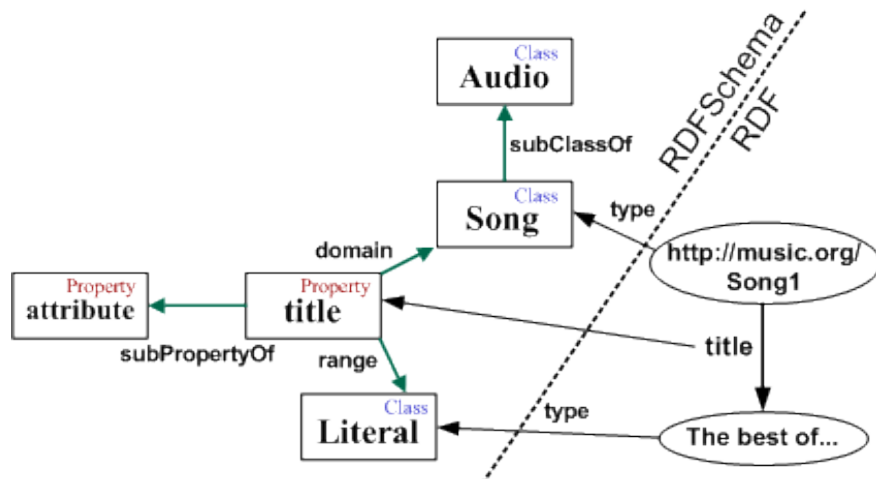 Class
Audio
subClassOf
RDFSchema
RDF
Class
Song
type
http://music.org/
Song1
domain
Property
attribute
Property
title
subPropertyOf
range
title
Class
Literal
type
The best of...